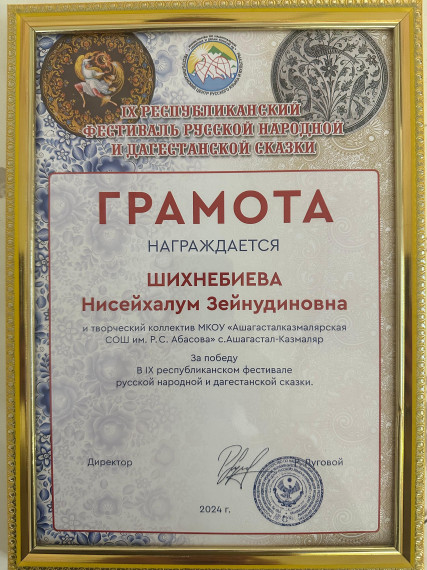 IX РЕСПУБЛИКАНСКИЙ
ФЕСТИВАЛЬ РУССКОЙ НАРОДНОЙ
И ДАГЕСТАНСКОЙ СКАЗКИ
ГРАМОТА
НАГРАЖДАЕТСЯ
ШИХНЕБИЕВА
Нисейхалум Зейнудиновна
и творческий коллектив МКОУ «Ашагасталказмалярская
СОШ им. Р.С. Абасова» с.Ашагастал-Казмаляр
За победу
В IX республиканском фестивале
русской народной и дагестанской сказки.
Директор
Р. Луговой
2024 г.